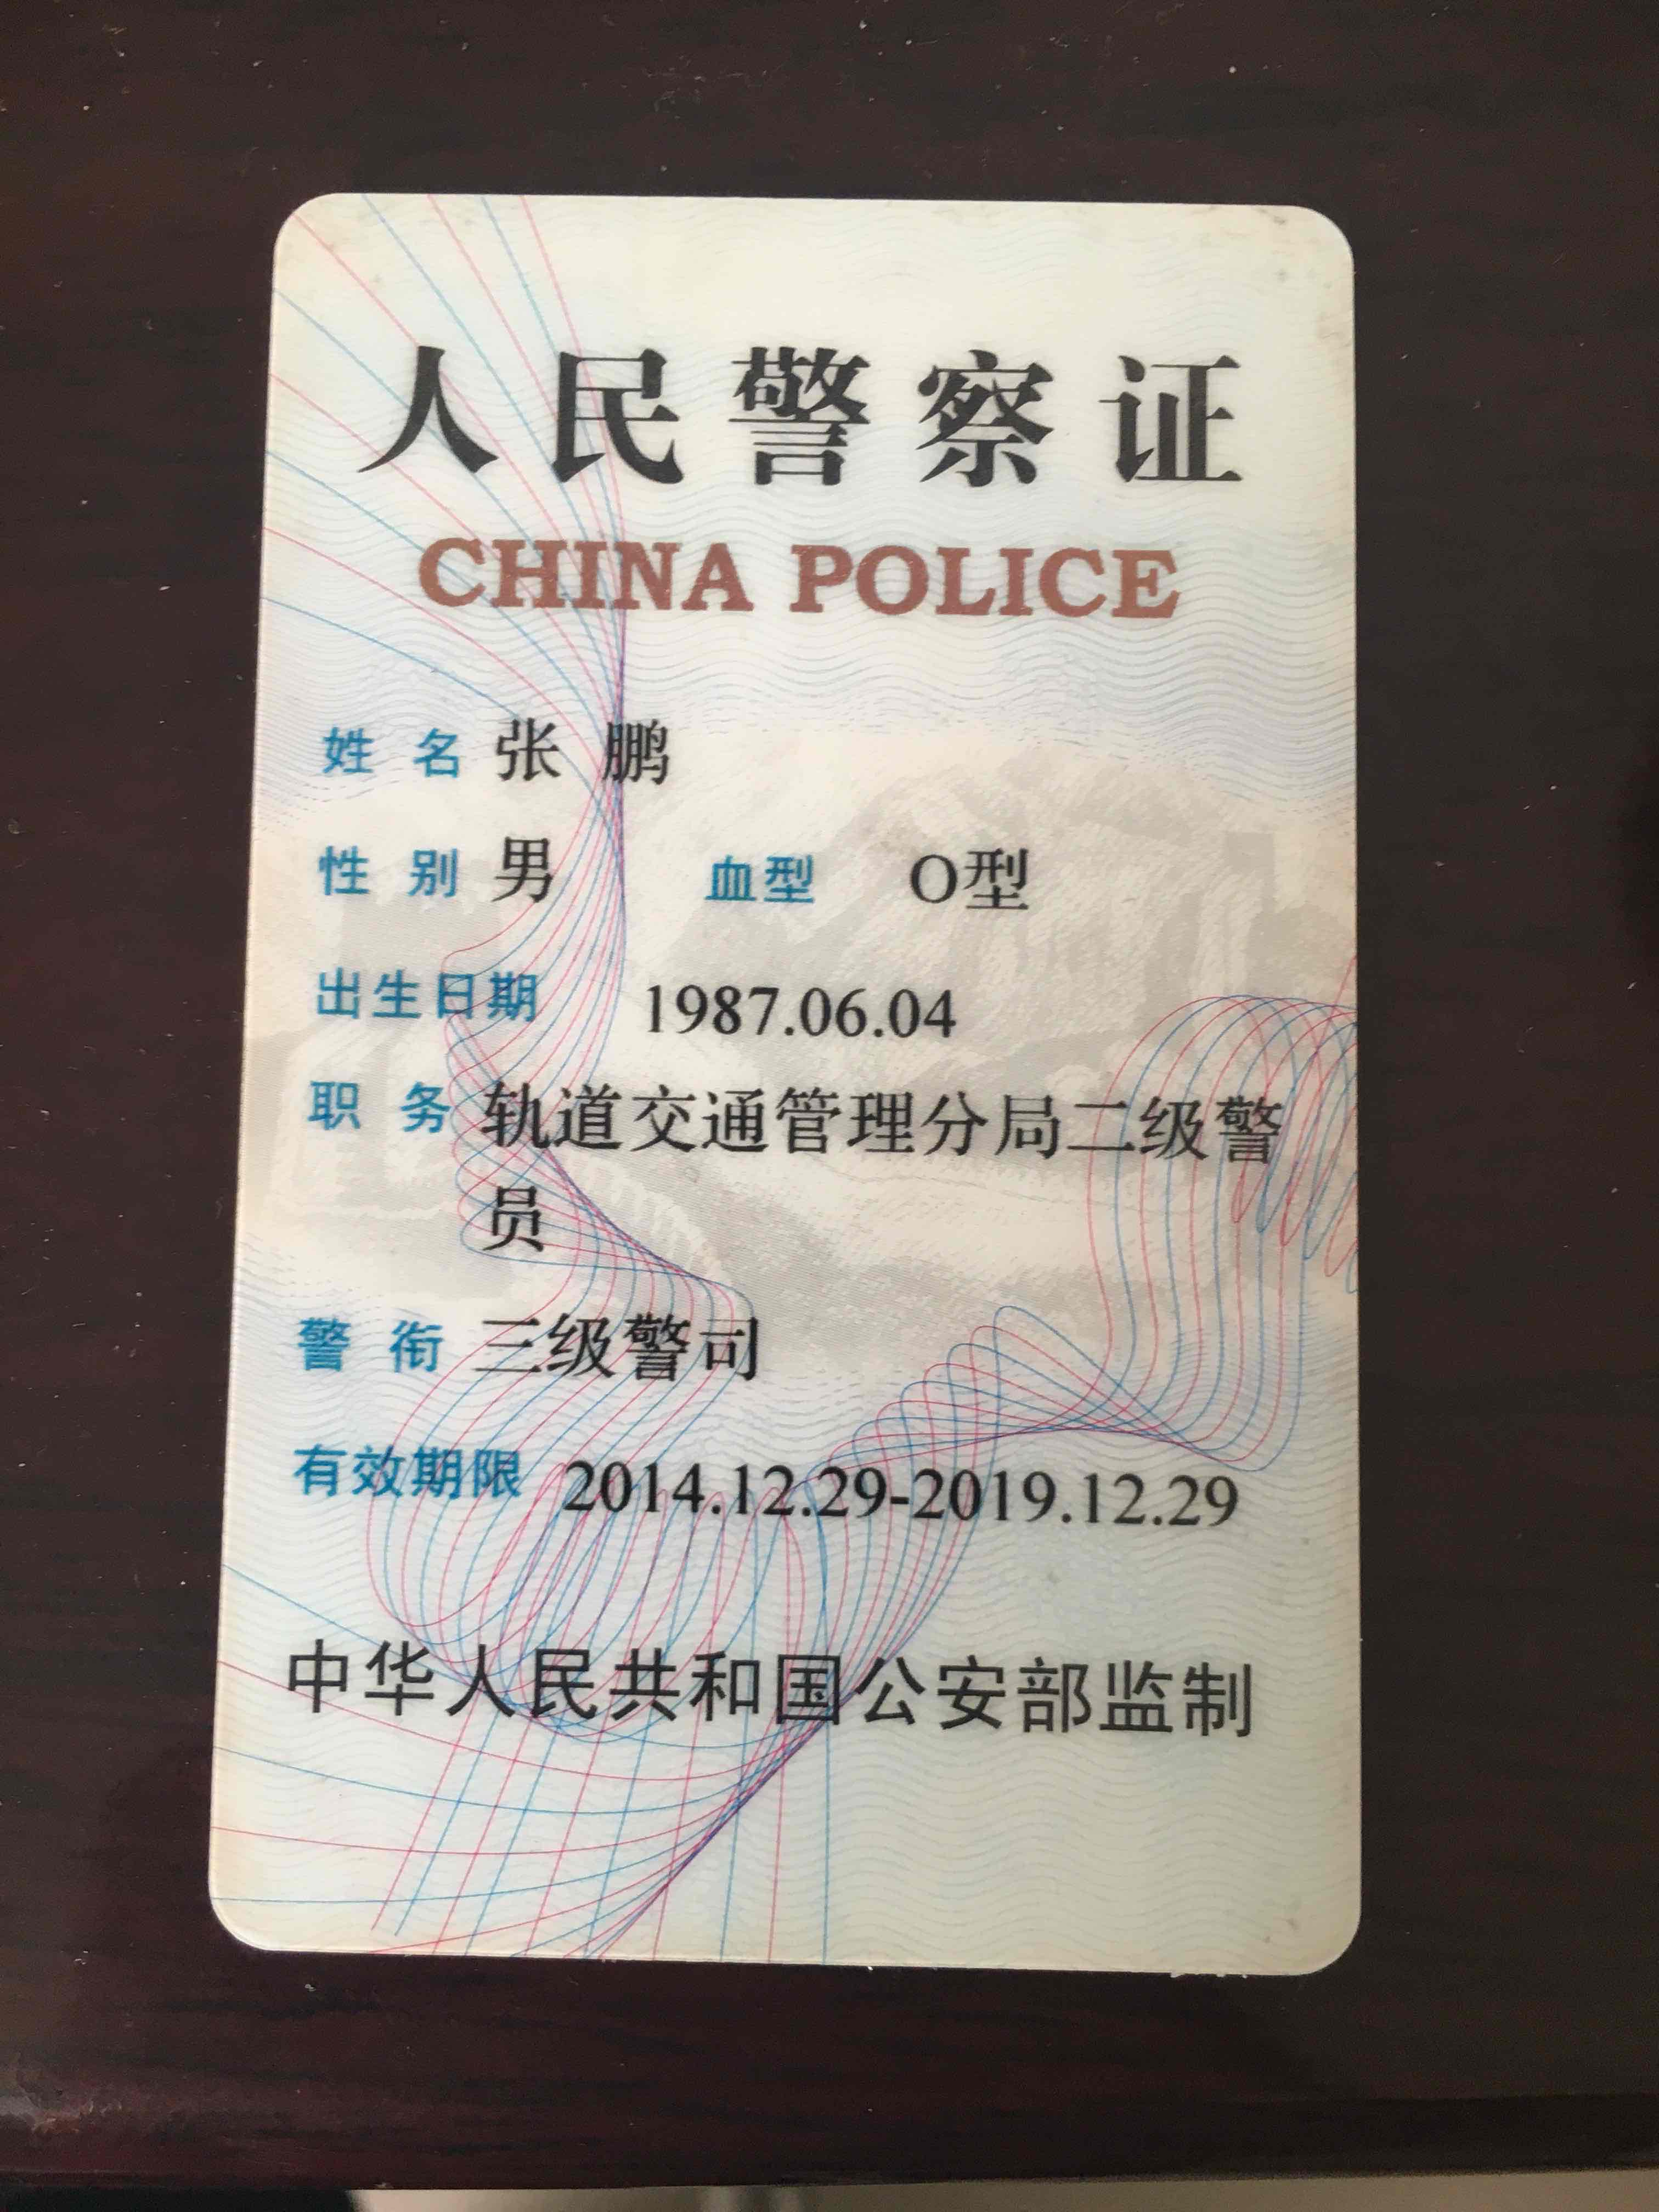 人民警察证
CHINA POLICE
姓 名 张 鹏
性 别 男 血型 O型
出生日期 1987.06.04
职 务 轨道交通管理分局二级警
员
警 衔 三级警司
有效期限 2014.12.29-2019.12.29
中华人民共和国公安部监制